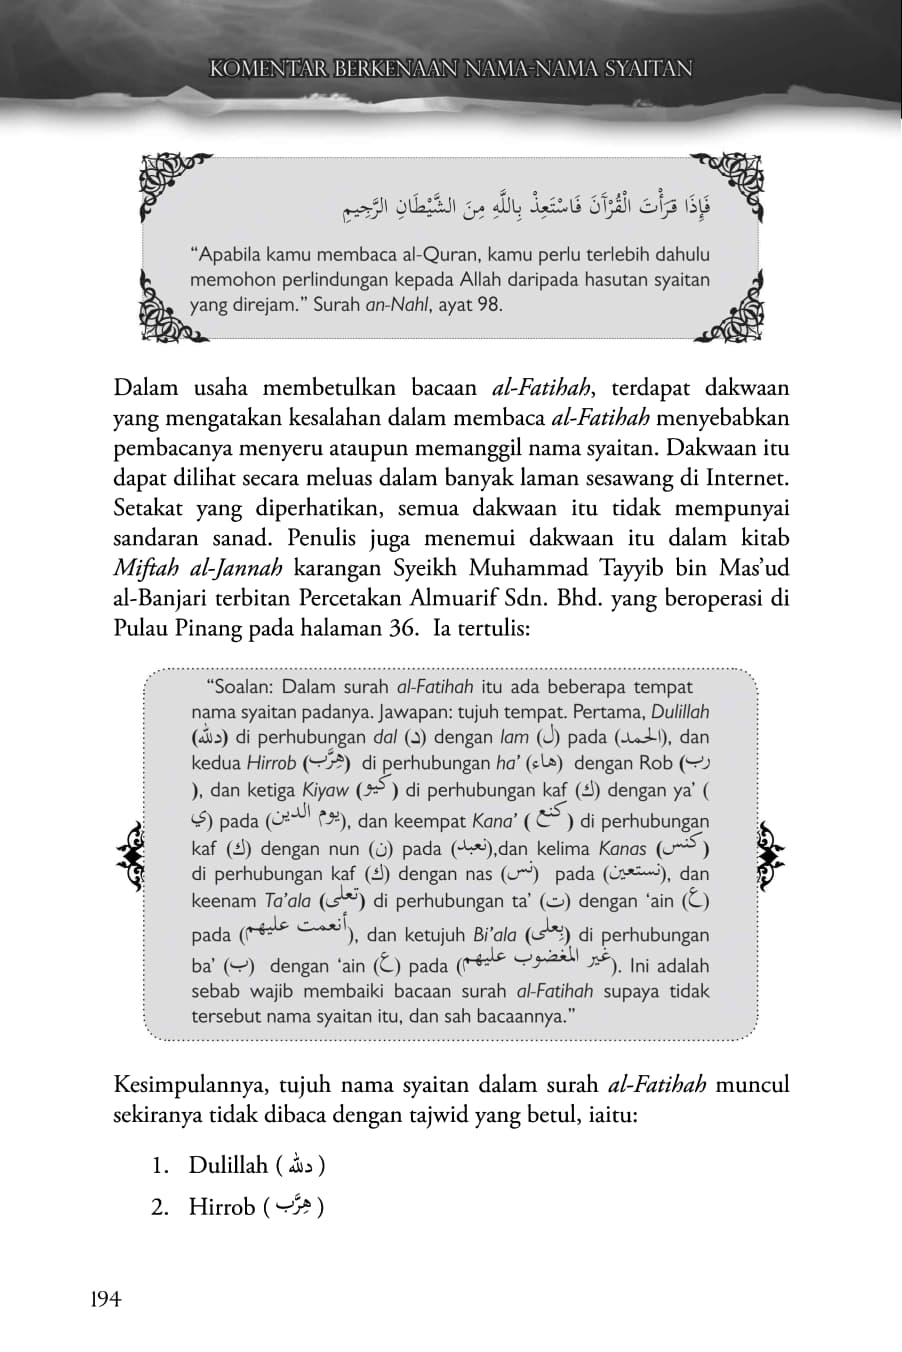 KOMENTAR BERKENAAN NAMA-NAMA SYAITAN
فَإِذَا قَرَأْتَ الْقُرْآنَ فَاسْتَعِذْ بِاللَّهِ مِنَ الشَّيْطَانِ الرَّجِيمِ
“Apabila kamu membaca al-Quran, kamu perlu terlebih dahulu
memohon perlindungan kepada Allah daripada hasutan syaitan
yang direjam.” Surah an-Nahl, ayat 98.
Dalam usaha membetulkan bacaan al-Fatihah, terdapat dakwaan
yang mengatakan kesalahan dalam membaca al-Fatihah menyebabkan
pembacanya menyeru ataupun memanggil nama syaitan. Dakwaan itu
dapat dilihat secara meluas dalam banyak laman sesawang di Internet.
Setakat yang diperhatikan, semua dakwaan itu tidak mempunyai
sandaran sanad. Penulis juga menemui dakwaan itu dalam kitab
Miftah al-Jannah karangan Syeikh Muhammad Tayyib bin Mas’ud
al-Banjari terbitan Percetakan Almuarif Sdn. Bhd. yang beroperasi di
Pulau Pinang pada halaman 36. Ia tertulis:
“Soalan: Dalam surah al-Fatihah itu ada beberapa tempat
nama syaitan padanya. Jawapan: tujuh tempat. Pertama, Dulillah
(دلله) di perhubungan dal (د) dengan lam (ل) pada (الحمد), dan
kedua Hirrob (هِرَّب) di perhubungan ha’ (هاء) dengan Rob (رب
), dan ketiga Kiyaw (كيو) di perhubungan kaf (ك) dengan ya’ (
ي) pada (يوم الدين), dan keempat Kana’ (كنع) di perhubungan
kaf (ك) dengan nun (ن) pada (نعبد),dan kelima Kanas (كنس)
di perhubungan kaf (ك) dengan nas (نس) pada (نستعين), dan
keenam Ta’ala (تعلى) di perhubungan ta’ (ت) dengan ‘ain (ع)
pada (أنعمت عليهم), dan ketujuh Bi’ala (بِعلى) di perhubungan
ba’ (ب) dengan ‘ain (ع) pada (غير المغضوب عليهم). Ini adalah
sebab wajib membaiki bacaan surah al-Fatihah supaya tidak
tersebut nama syaitan itu, dan sah bacaannya.”
Kesimpulannya, tujuh nama syaitan dalam surah al-Fatihah muncul
sekiranya tidak dibaca dengan tajwid yang betul, iaitu:
1. Dulillah ( دلله )
2. Hirrob ( هِرَّب )
194